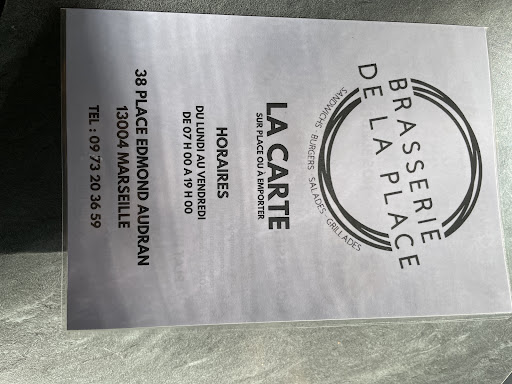 BRASSERIE
DE LA PLACE
SANDWICHS - BURGERS - SALADES - GRILLADES
LA CARTE
SUR PLACE OU À EMPORTER
HORAIRES
DU LUNDI AU VENDREDI
DE 07 H 00 A 19 H 00
38 PLACE EDMOND AUDRAN
13004 MARSEILLE
TEL : 09 73 20 36 59